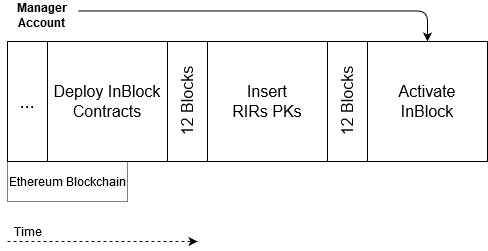 Manager
Account
...
Deploy InBlock
Contracts
12 Blocks
Insert
RIRs PKs
12 Blocks
Activate
InBlock
Ethereum Blockchain
Time